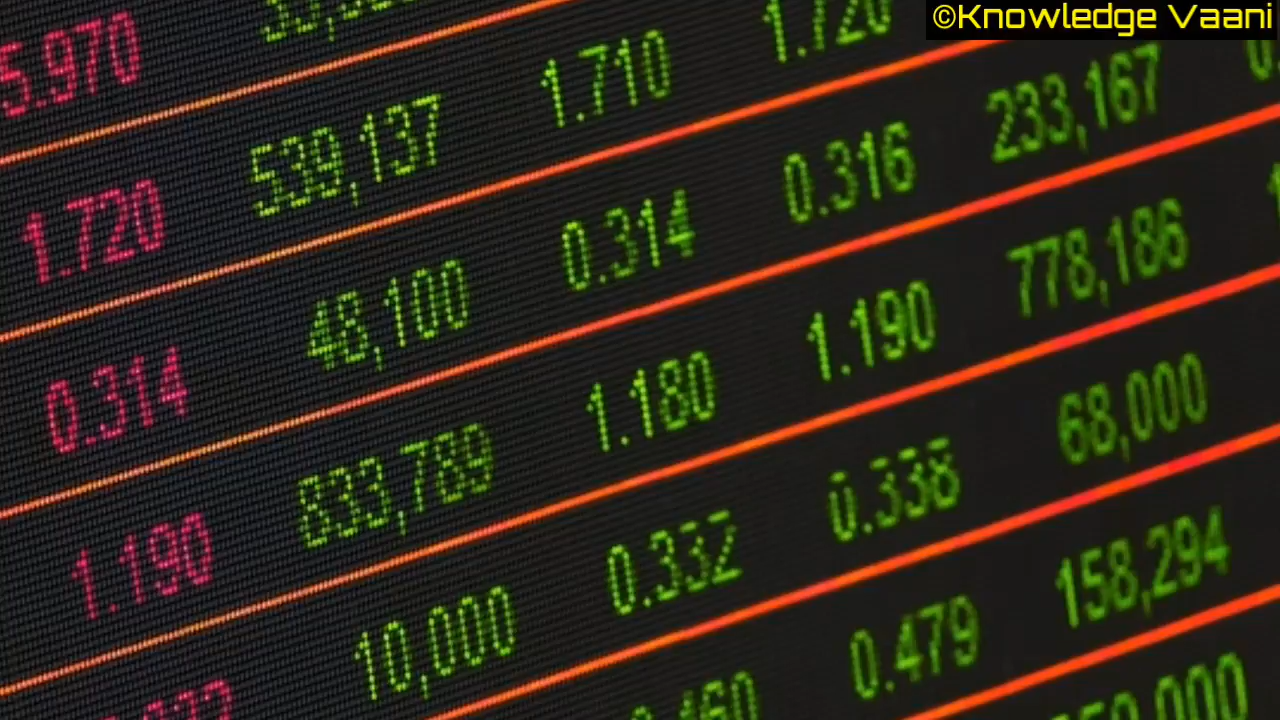 ©Knowledge Vaani
5.970
1.720 539,137 1.710 1.720
0.314 48,100 0.314 0.316 233,167
1.190 833,789 1.180 1.190 778,186
10,000 0.332 0.338 68,000
0.479 158,294